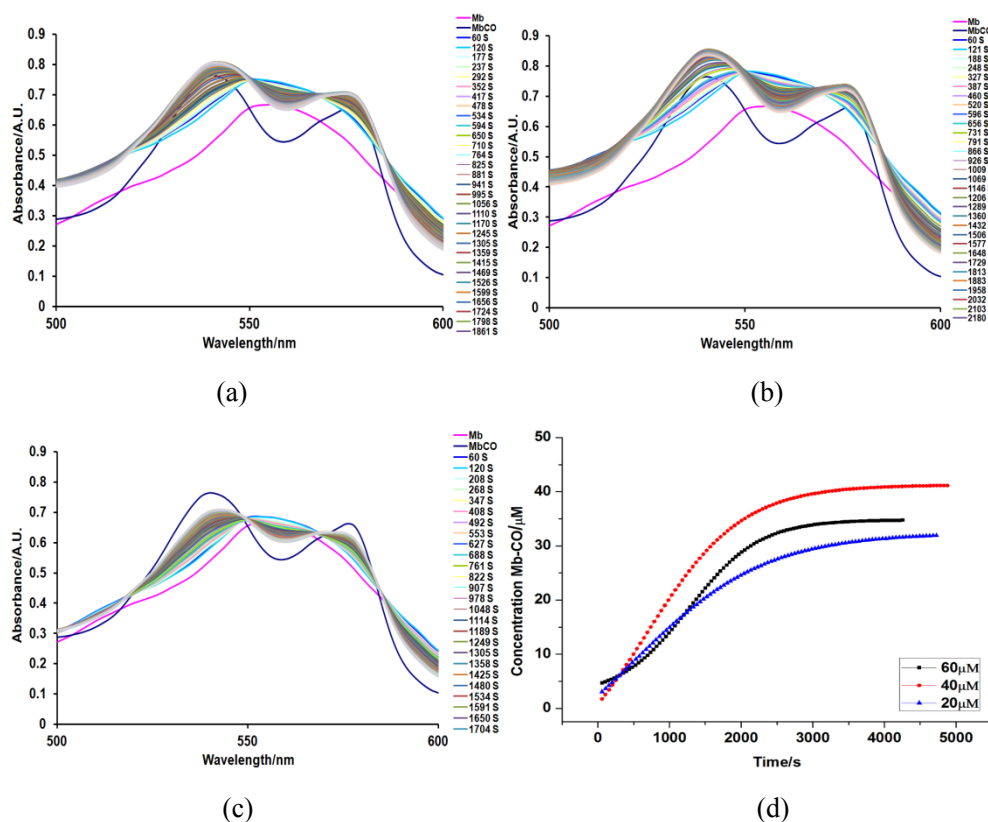 Mb
MbCO
60 S
120 S
177 S
237 S
292 S
352 S
417 S
478 S
534 S
594 S
650 S
710 S
764 S
825 S
881 S
941 S
995 S
1056 S
1110 S
1170 S
1245 S
1305 S
1359 S
1415 S
1469 S
1526 S
1599 S
1656 S
1724 S
1798 S
1861 S
0.9
0.8
0.7
0.6
0.5
0.4
0.3
0.2
0.1
0
500
550
600
Absorbance/A.U.
Wavelength/nm
(a)
Mb
MbCO
60 S
121 S
188 S
248 S
327 S
387 S
460 S
520 S
596 S
656 S
731 S
791 S
866 S
926 S
1009
1069
1146
1206
1289
1360
1432
1506
1577
1648
1729
1813
1883
1958
2032
2103
2180
0.9
0.8
0.7
0.6
0.5
0.4
0.3
0.2
0.1
0
500
550
600
Absorbance/A.U.
Wavelength/nm
(b)
Mb
MbCO
60 S
120 S
208 S
268 S
347 S
408 S
492 S
553 S
627 S
688 S
761 S
822 S
907 S
978 S
1048 S
1114 S
1189 S
1249 S
1305 S
1358 S
1425 S
1480 S
1534 S
1591 S
1650 S
1704 S
0.9
0.8
0.7
0.6
0.5
0.4
0.3
0.2
0.1
0
500
550
600
Absorbance/A.U.
Wavelength/nm
(c)
50
40
30
20
10
0
0
1000
2000
3000
4000
5000
Concentration Mb-CO/μM
Time/s
60μM
40μM
20μM
(d)